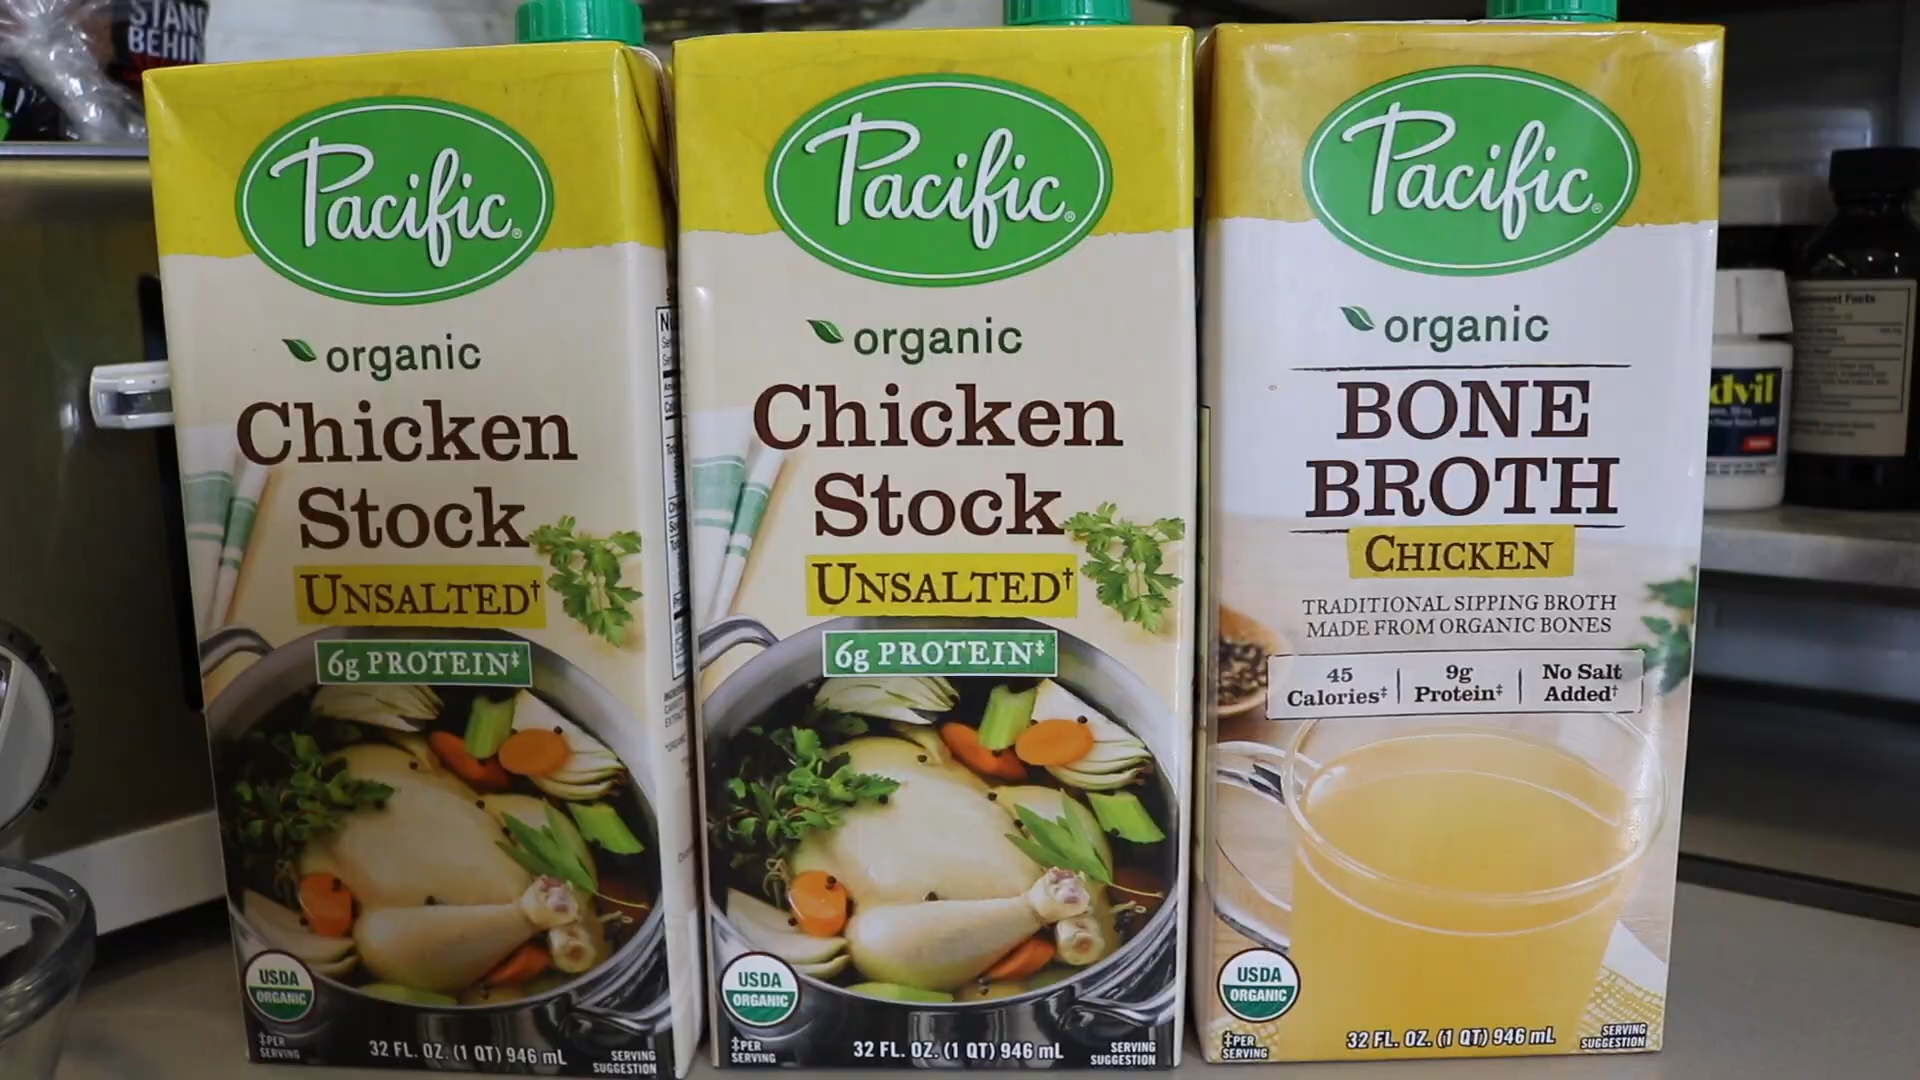 STAND
BEHIN
Pacific®
organic
Chicken
Stock
UNSALTED†
6g PROTEIN‡
USDA
ORGANIC
‡PER
SERVING
32 FL. OZ. (1 QT) 946 mL
SERVING
SUGGESTION
Pacific®
organic
Chicken
Stock
UNSALTED†
6g PROTEIN‡
USDA
ORGANIC
‡PER
SERVING
32 FL. OZ. (1 QT) 946 mL
SERVING
SUGGESTION
Pacific®
organic
BONE
BROTH
CHICKEN
TRADITIONAL SIPPING BROTH
MADE FROM ORGANIC BONES
45
Calories‡
9g
Protein‡
No Salt
Added†
USDA
ORGANIC
‡PER
SERVING
32 FL. OZ. (1 QT) 946 mL
SERVING
SUGGESTION
dvil
Facts